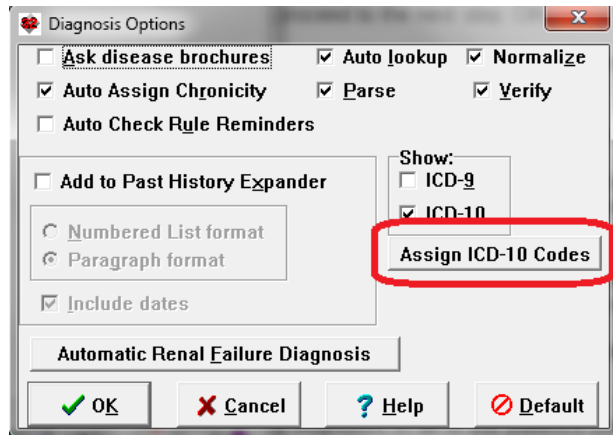 Diagnosis Options
Ask disease brochures Auto lookup Normalize
Auto Assign Chronicity Parse Verify
Auto Check Rule Reminders
Show:
Add to Past History Expander ICD-9
ICD-10
Numbered List format
Paragraph format
Assign ICD-10 Codes
Include dates
Automatic Renal Failure Diagnosis
OK Cancel ? Help Default